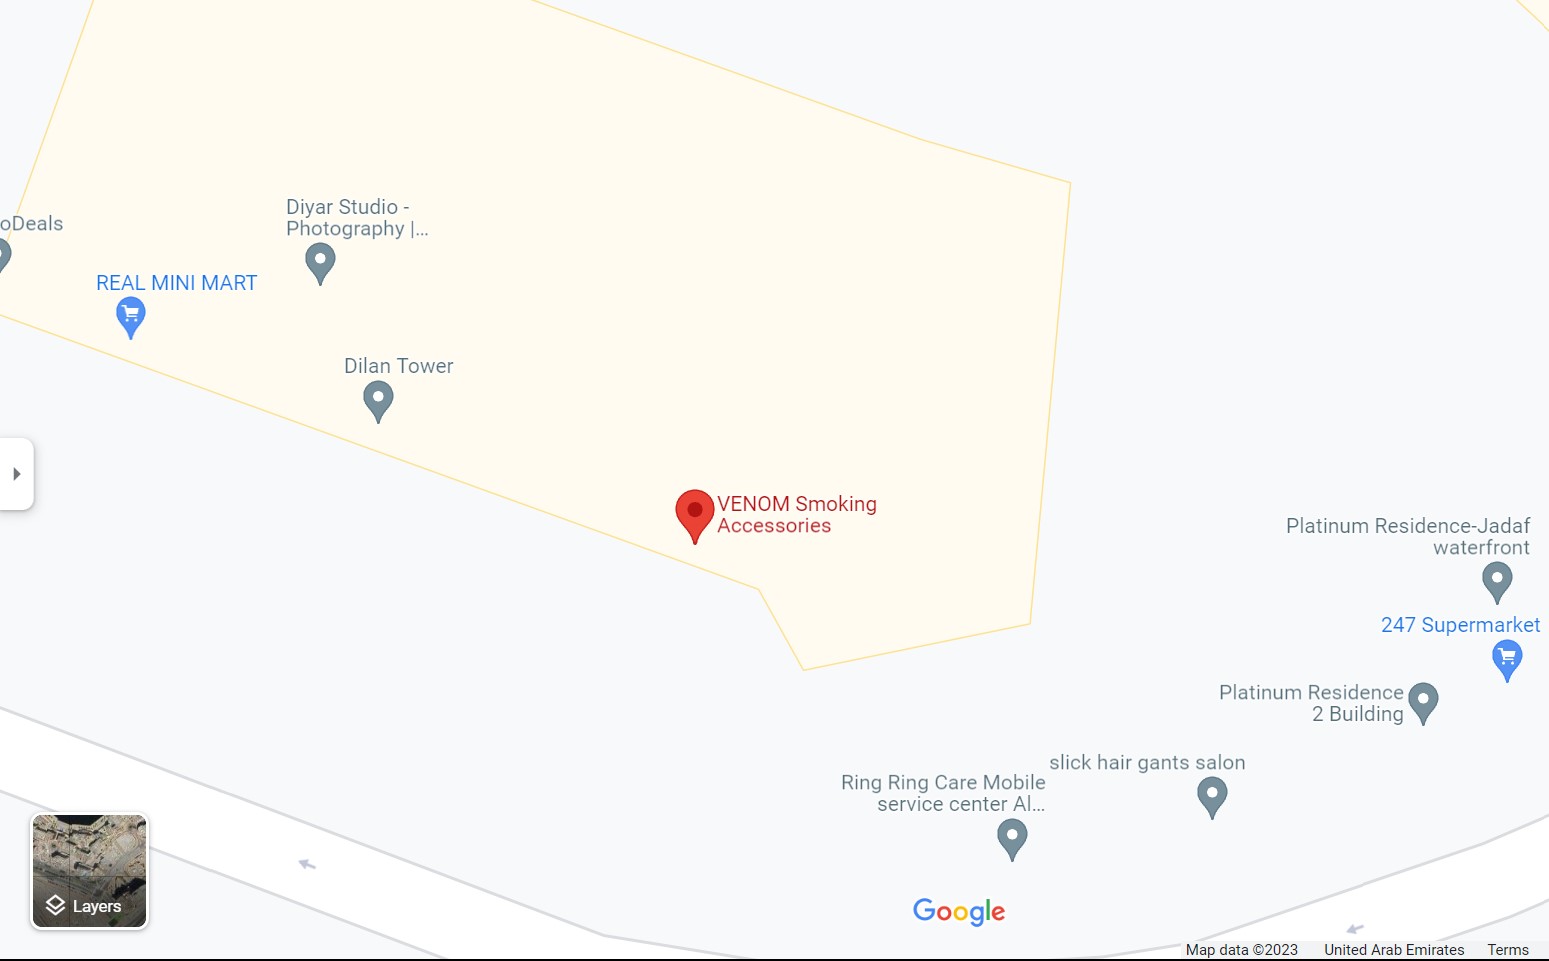 Diyar Studio -
Photography |...
oDeals
REAL MINI MART
Dilan Tower
VENOM Smoking
Accessories
Platinum Residence-Jadaf
waterfront
247 Supermarket
Platinum Residence
2 Building
slick hair gants salon
Ring Ring Care Mobile
service center Al...
Layers
Google
Map data ©2023 United Arab Emirates Terms